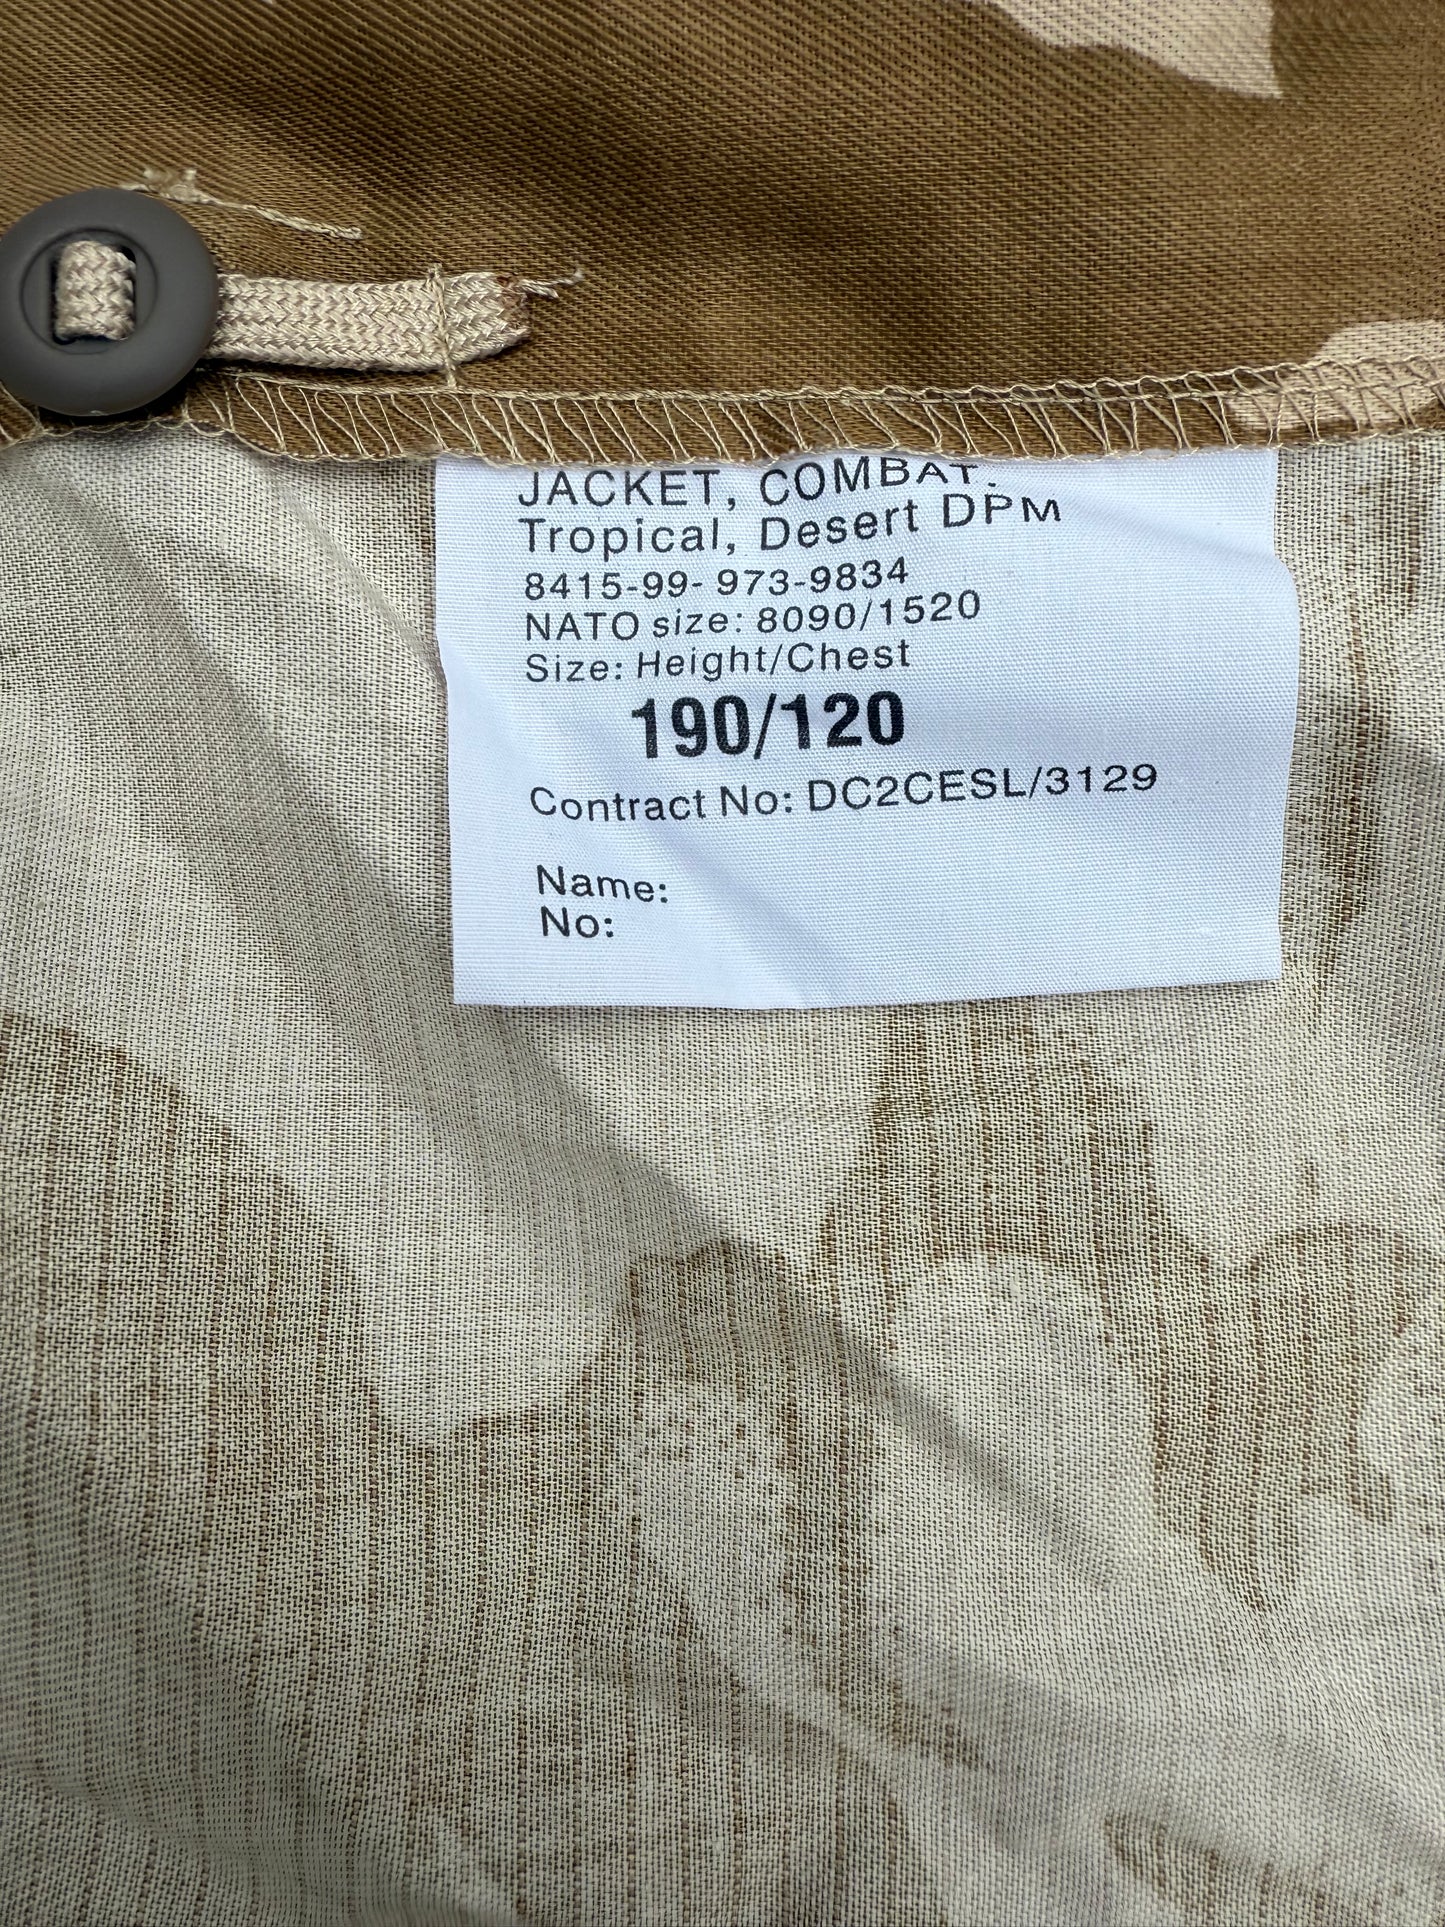 JACKET, COMBAT.
Tropical, Desert DPM
8415-99- 973-9834
NATO size: 8090/1520
Size: Height/Chest
190/120
Contract No: DC2CESL/3129
Name:
No: